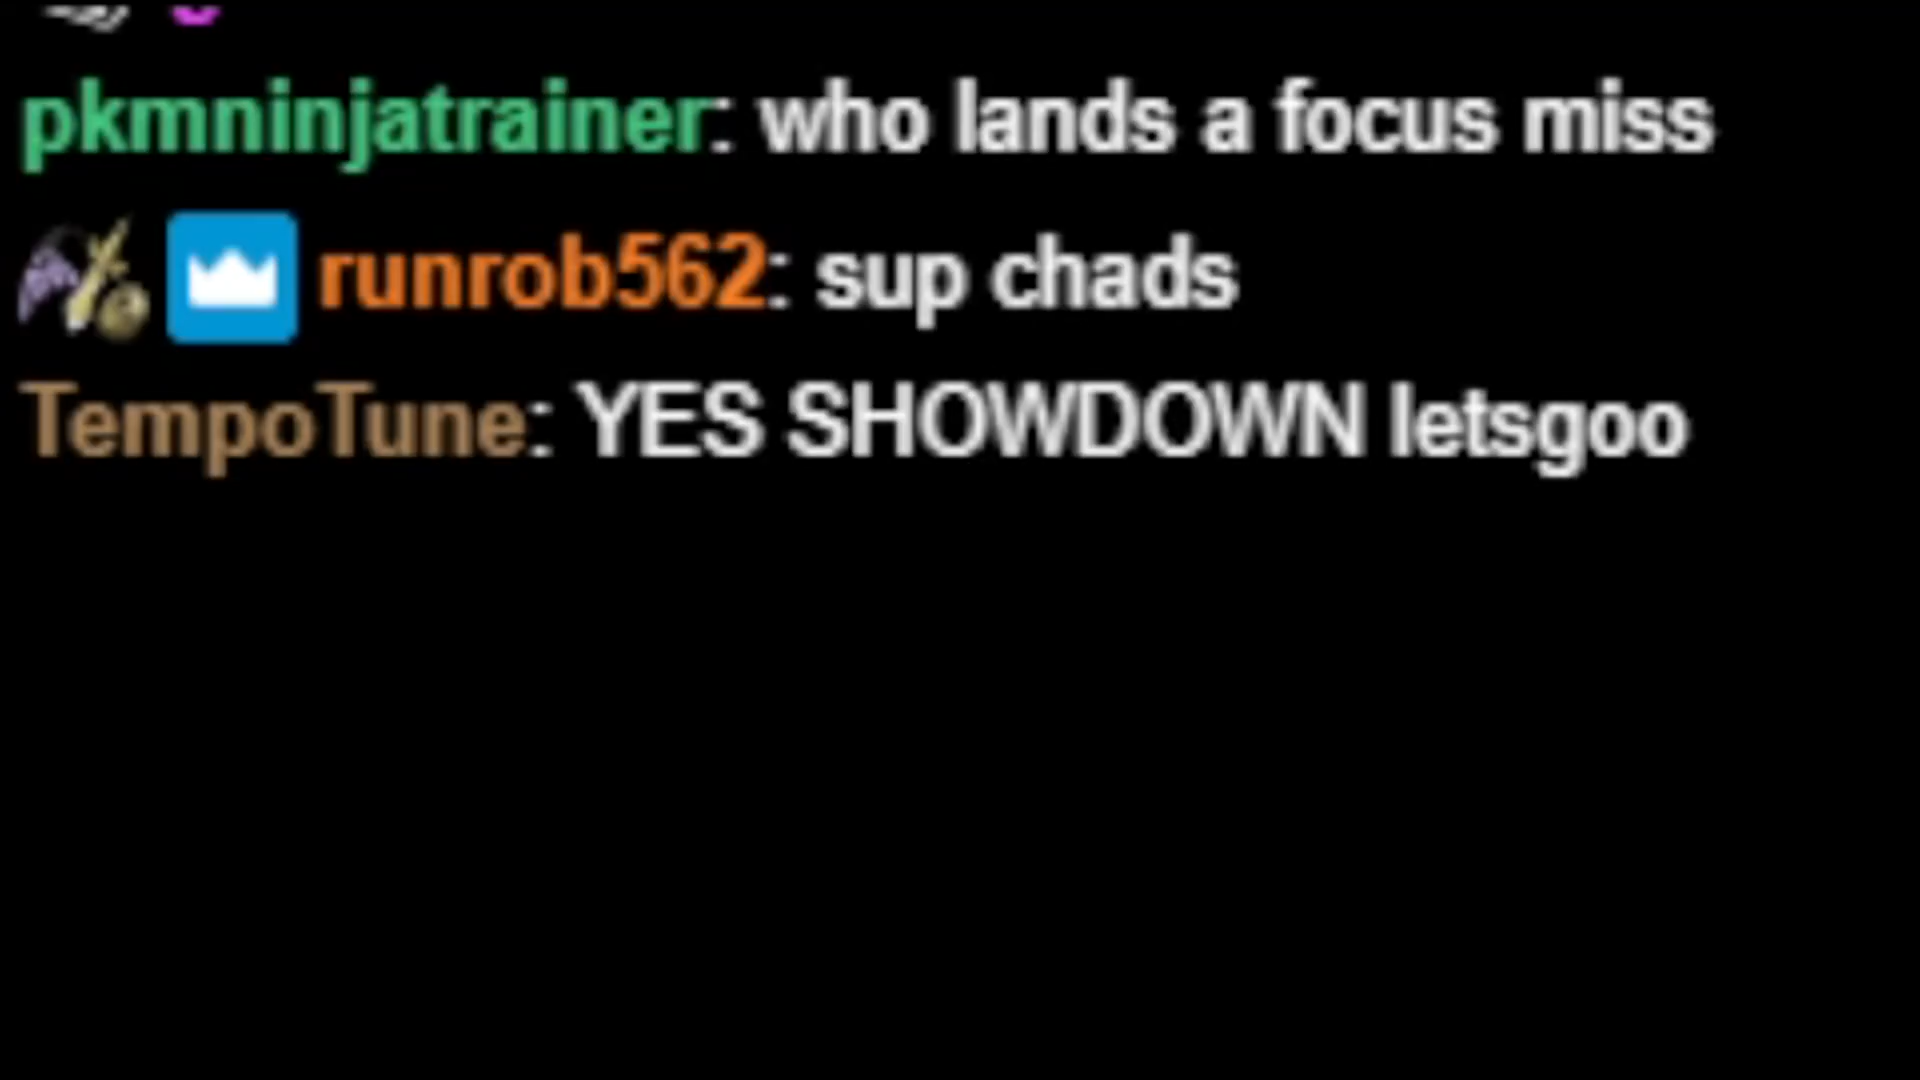 pkmninjatrainer: who lands a focus miss
runrob562: sup chads
TempoTune: YES SHOWDOWN letsgoo